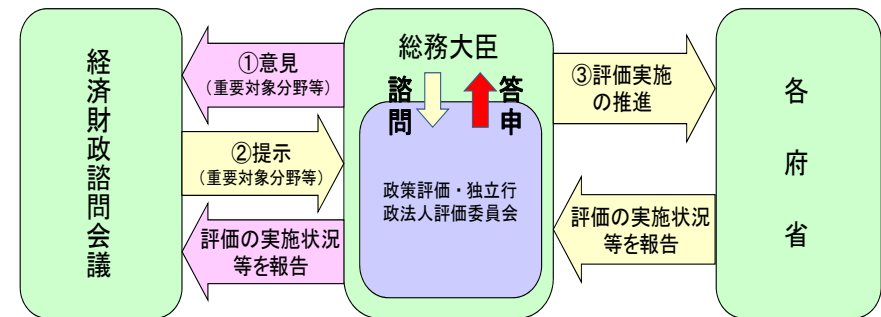 経済財政諮問会議
①意見
（重要対象分野等）
②提示
（重要対象分野等）
評価の実施状況
等を報告
総務大臣
諮問
答申
政策評価・独立行
政法人評価委員会
③評価実施
の推進
評価の実施状況
等を報告
各府省